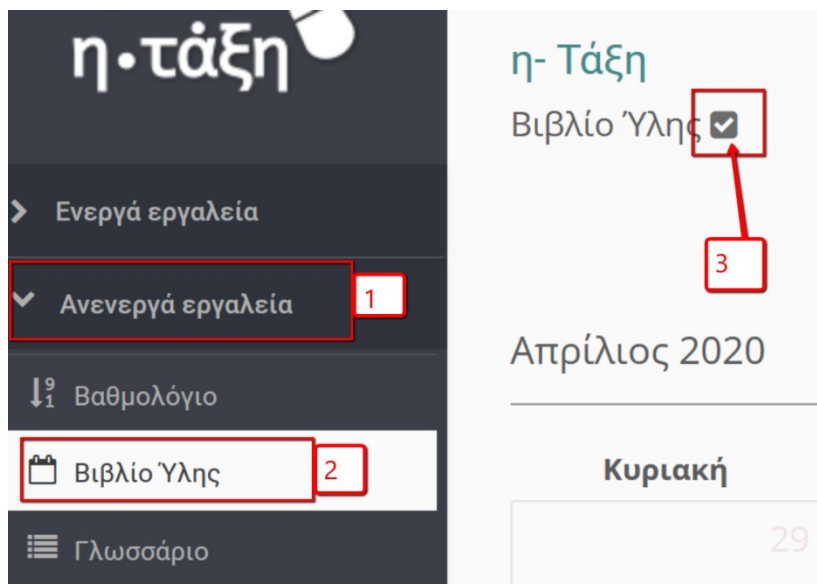 η•τάξη
Ενεργά εργαλεία
Ανενεργά εργαλεία
1
Βαθμολόγιο
Βιβλίο Ύλης
2
Γλωσσάριο
η- Τάξη
Βιβλίο Ύλης
3
Απρίλιος 2020
Κυριακή
29